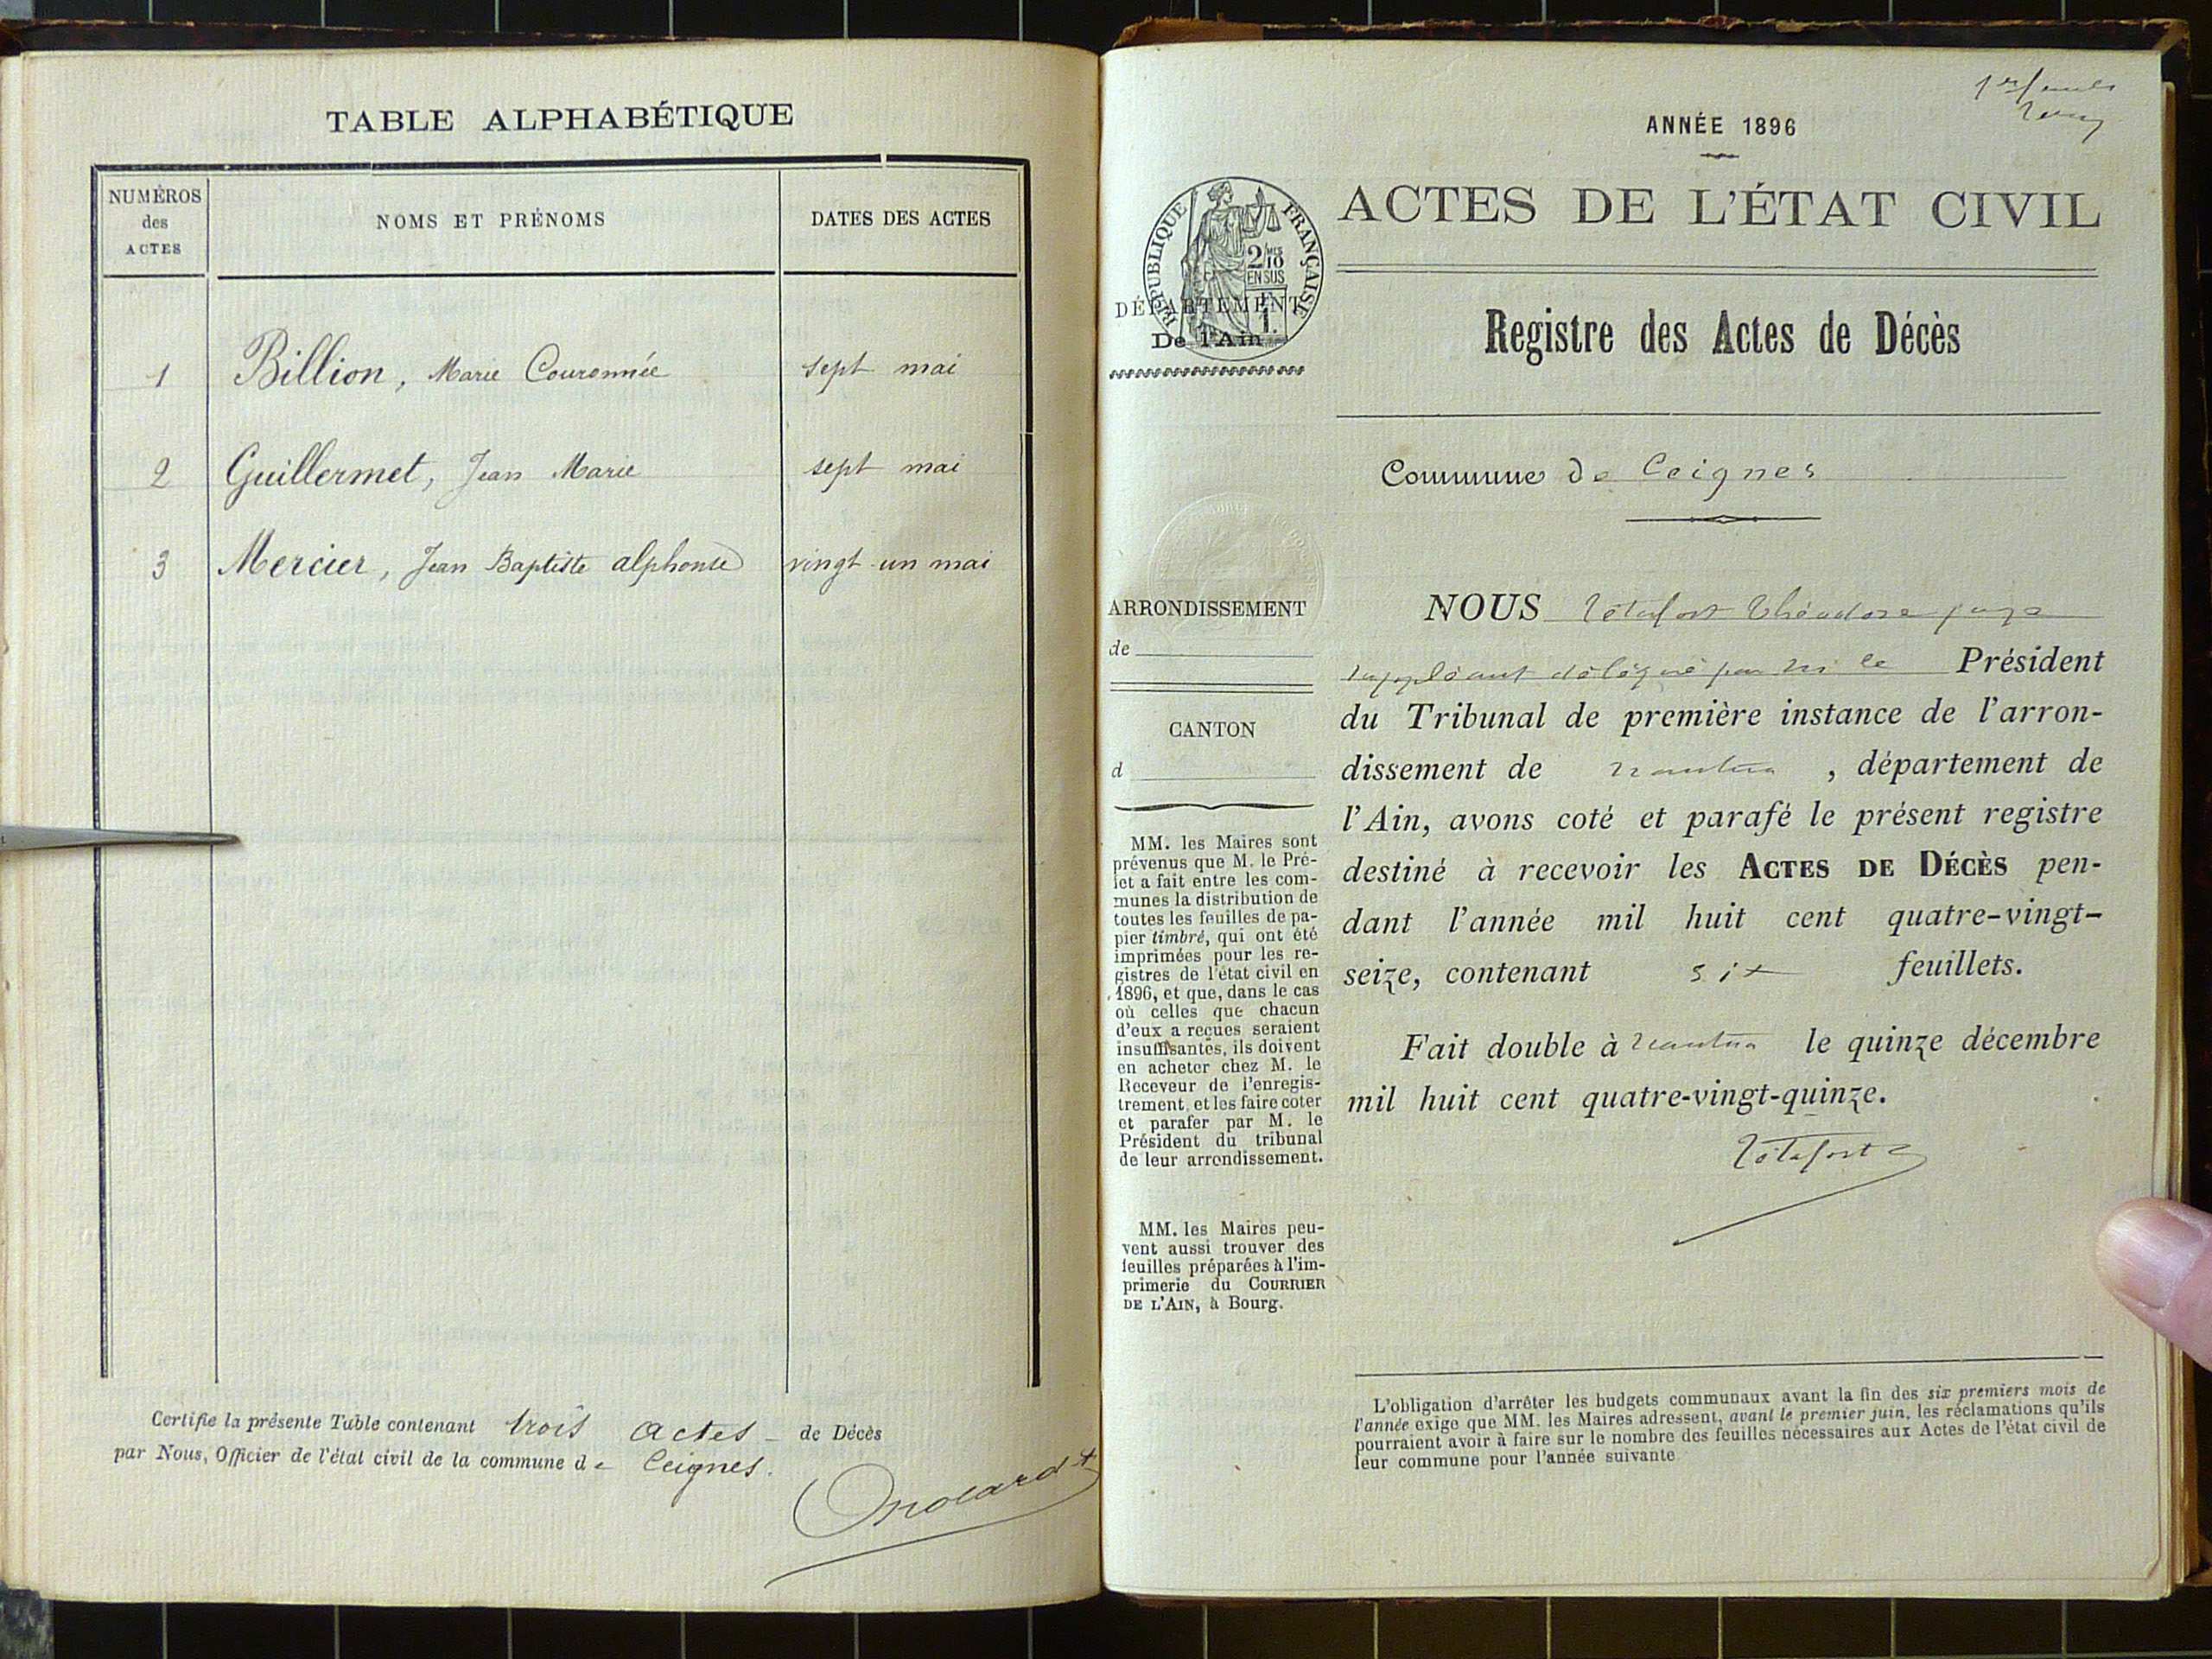 TABLE ALPHABÉTIQUE
NUMÉROS
des
ACTES
NOMS ET PRÉNOMS
DATES DES ACTES
1 Billion, Marie Couronnée sept mai
2 Guillermet, Jean Marie sept mai
3 Mercier, Jean Baptiste alphonse vingt-un mai
Certifie la présente Table contenant trois actes - de Décès
par Nous, Officier de l'état civil de la commune de Ceignes.
ANNÉE 1896
ACTES DE L'ÉTAT CIVIL
RÉPUBLIQUE FRANÇAISE
2/10
EN SUS
1 F.
DÉPARTEMENT
De l'Ain
Registre des Actes de Décès
Commune de Ceignes
ARRONDISSEMENT
de
CANTON
d
MM. les Maires sont
prévenus que M. le Pré-
fet a fait entre les com-
munes la distribution de
toutes les feuilles de pa-
pier timbré, qui ont été
imprimées pour les re-
gistres de l'état civil en
1896, et que, dans le cas
où celles que chacun
d'eux a reçues seraient
insuffisantes, ils doivent
en acheter chez M. le
Receveur de l'enregis-
trement, et les faire coter
et parafer par M. le
Président du tribunal
de leur arrondissement.
MM. les Maires peu-
vent aussi trouver des
feuilles préparées à l'im-
primerie du COURRIER
DE L'AIN, à Bourg.
NOUS Théodore juge
suppléant délégué par M le Président
du Tribunal de première instance de l'arron-
dissement de nantua, département de
l'Ain, avons coté et parafé le présent registre
destiné à recevoir les ACTES DE DÉCÈS pen-
dant l'année mil huit cent quatre-vingt-
seize, contenant six feuillets.
Fait double à nantua le quinze décembre
mil huit cent quatre-vingt-quinze.
L'obligation d'arrêter les budgets communaux avant la fin des six premiers mois de
l'année exige que MM. les Maires adressent, avant le premier juin, les réclamations qu'ils
pourraient avoir à faire sur le nombre des feuilles nécessaires aux Actes de l'état civil de
leur commune pour l'année suivante